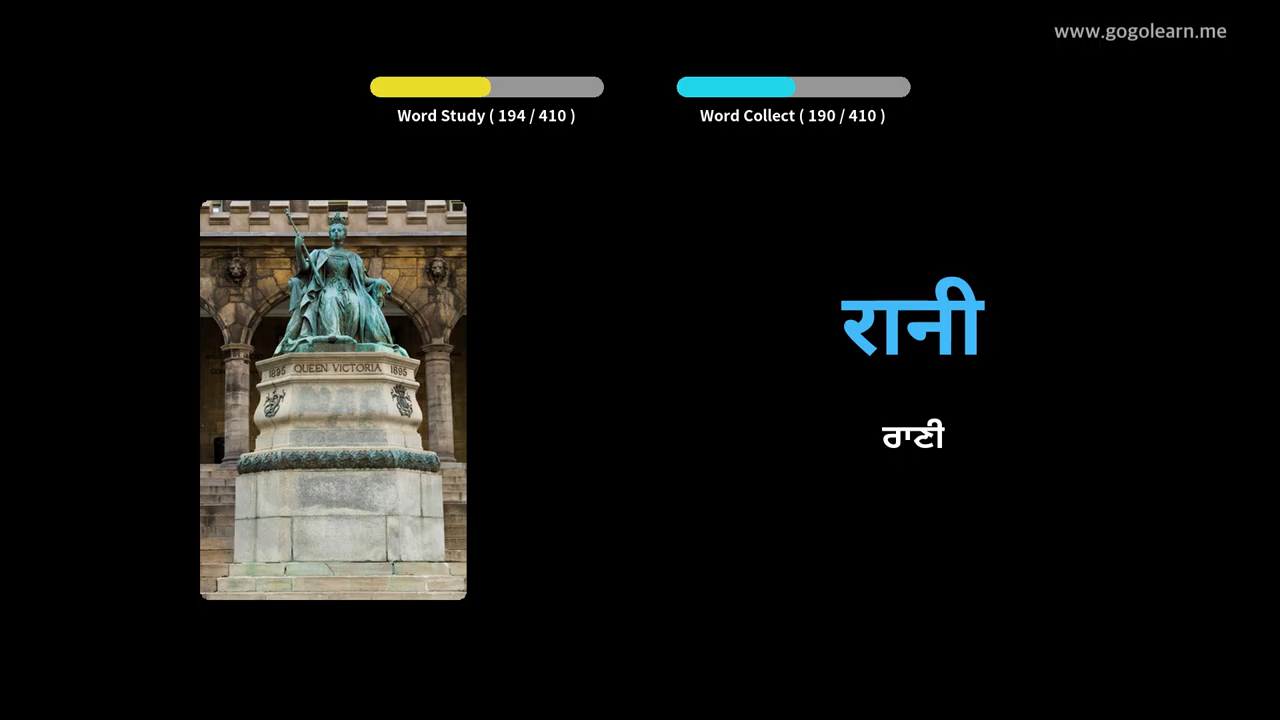 www.gogolearn.me
Word Study ( 194 / 410 )
Word Collect ( 190 / 410 )
1895 QUEEN VICTORIA 1895
रानी
ਰਾਣੀ